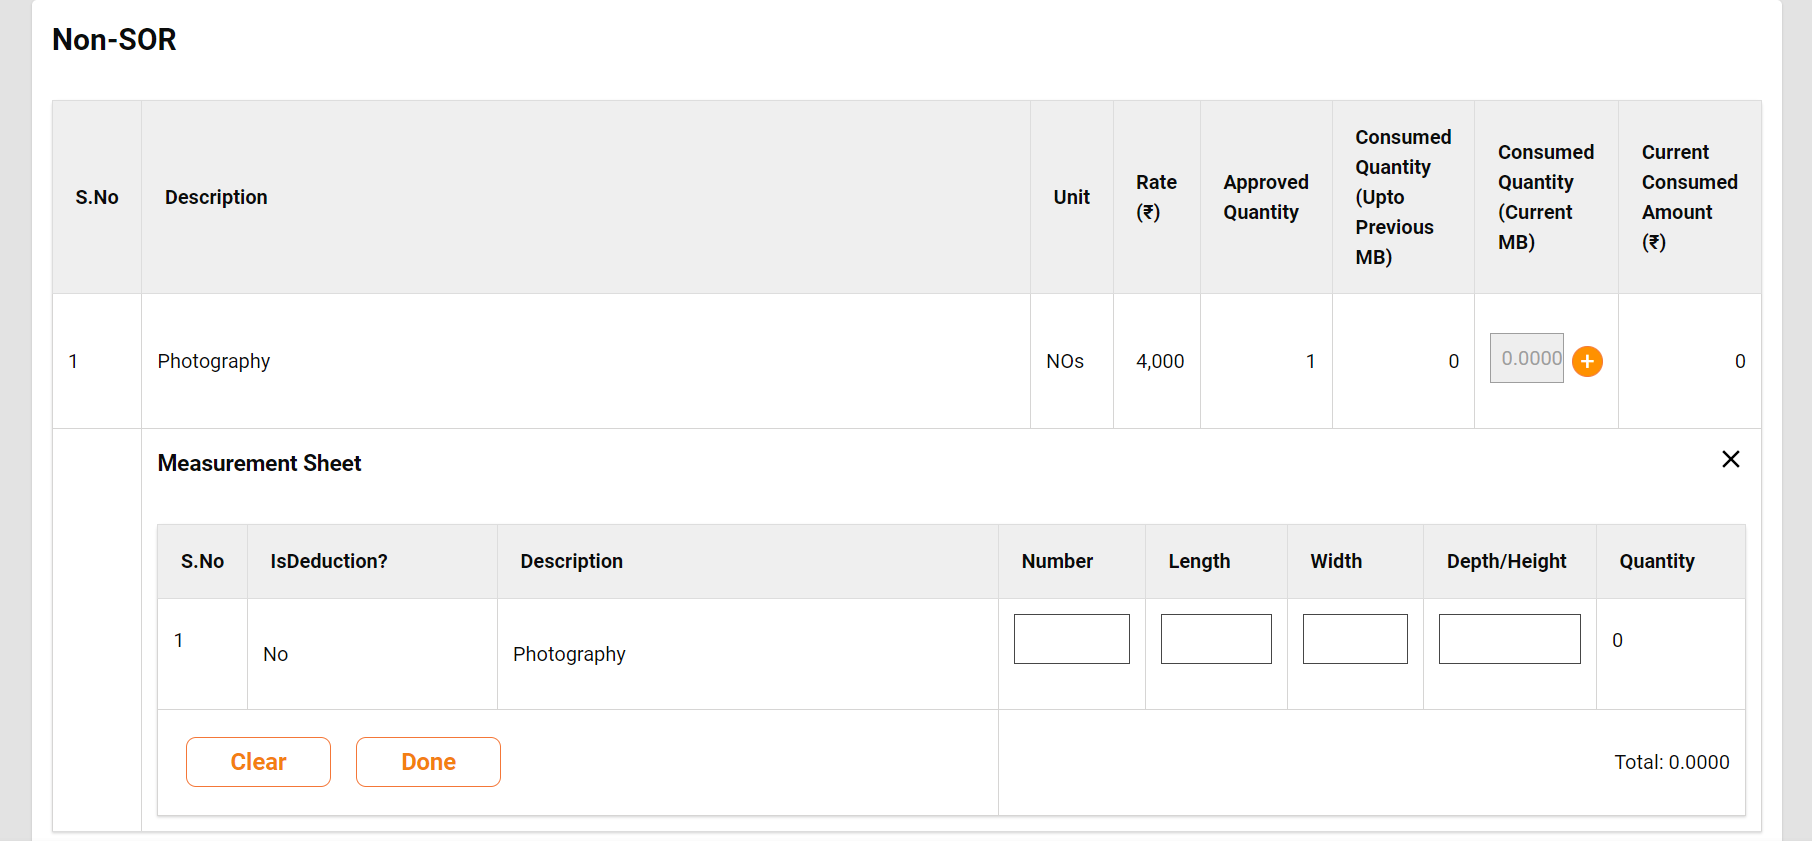 Non-SOR
S.No
Description
Unit
Rate
(₹)
Approved
Quantity
Consumed
Quantity
(Upto
Previous
MB)
Consumed
Quantity
(Current
MB)
Current
Consumed
Amount
(₹)
1
Photography
NOs
4,000
1
0
0.0000
+
0
Measurement Sheet
S.No
IsDeduction?
Description
Number
Length
Width
Depth/Height
Quantity
1
No
Photography
0
Clear
Done
Total: 0.0000